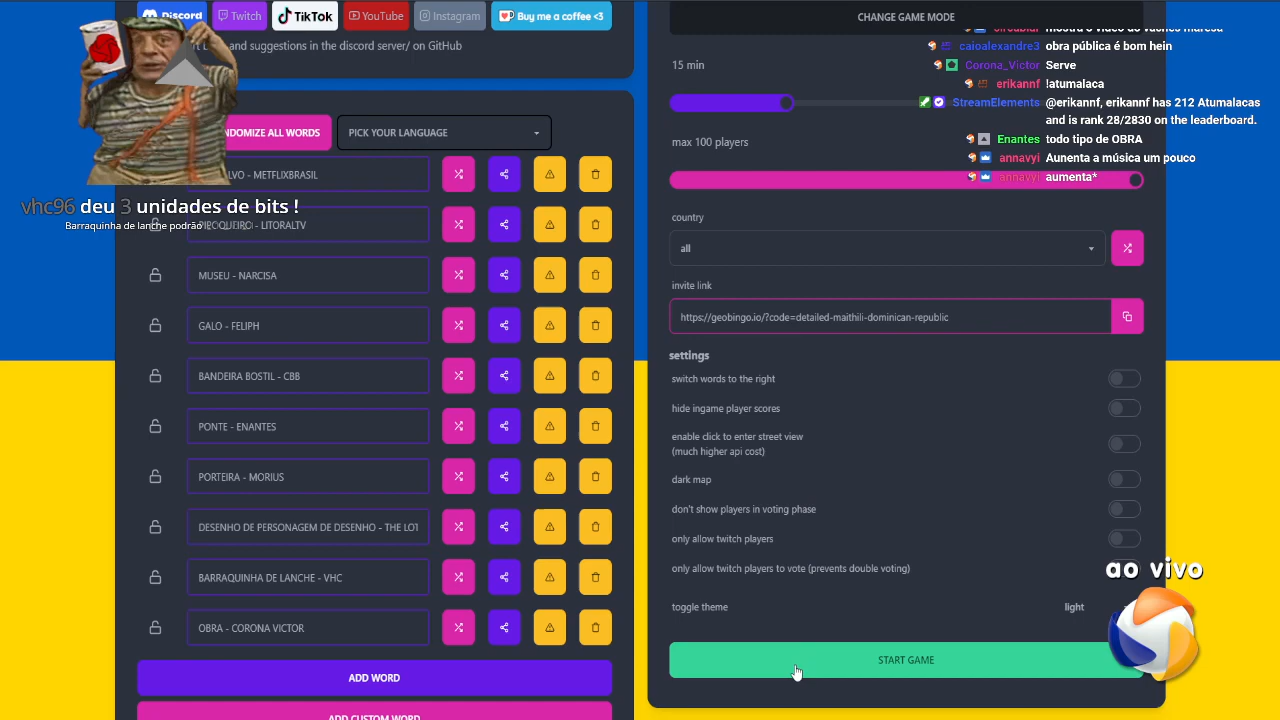 Discord
Twitch
TikTok
YouTube
Instagram
Buy me a coffee <3
and suggestions in the discord server/ on GitHub
NDOMIZE ALL WORDS
PICK YOUR LANGUAGE
LVO - METFLIXBRASIL
vhc96 deu 3 unidades de bits !
Barraquinha de lanche padrão
- LITORALTV
MUSEU - NARCISA
GALO - FELIPH
BANDEIRA BOSTIL - CBB
PONTE - ENANTES
PORTEIRA - MORIUS
DESENHO DE PERSONAGEM DE DESENHO - THE LOT
BARRAQUINHA DE LANCHE - VHC
OBRA - CORONA VICTOR
ADD WORD
ADD CUSTOM WORD
CHANGE GAME MODE
caioalexandre3 obra pública é bom hein
Corona_Victor Serve
erikannf !atumalaca
StreamElements @erikannf, erikannf has 212 Atumalacas
and is rank 28/2830 on the leaderboard.
Enantes todo tipo de OBRA
annavyi Aunenta a música um pouco
annavyi aumenta*
15 min
max 100 players
country
all
invite link
https://geobingo.io/?code=detailed-maithili-dominican-republic
settings
switch words to the right
hide ingame player scores
enable click to enter street view
(much higher api cost)
dark map
don't show players in voting phase
only allow twitch players
only allow twitch players to vote (prevents double voting)
toggle theme
light
START GAME
ao vivo